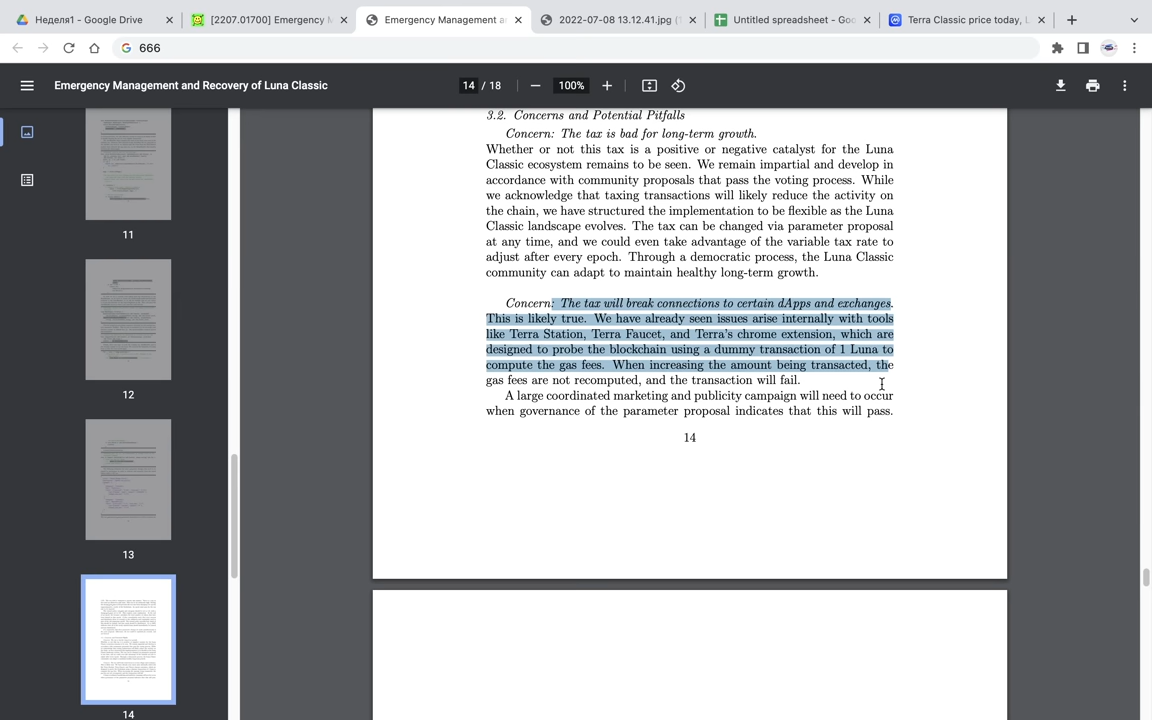 Неделя1 - Google Drive
[2207.01700] Emergency M
Emergency Management a
2022-07-08 13.12.41.jpg (1
Untitled spreadsheet - Goo
Terra Classic price today, L
666
Emergency Management and Recovery of Luna Classic
14 / 18
100%
11
12
13
14
3.2. Concerns and Potential Pitfalls
Concern: The tax is bad for long-term growth.
Whether or not this tax is a positive or negative catalyst for the Luna
Classic ecosystem remains to be seen. We remain impartial and develop in
accordance with community proposals that pass the voting process. While
we acknowledge that taxing transactions will likely reduce the activity on
the chain, we have structured the implementation to be flexible as the Luna
Classic landscape evolves. The tax can be changed via parameter proposal
at any time, and we could even take advantage of the variable tax rate to
adjust after every epoch. Through a democratic process, the Luna Classic
community can adapt to maintain healthy long-term growth.
Concern: The tax will break connections to certain dApps and exchanges.
This is likely true. We have already seen issues arise internally with tools
like Terra Station, Terra Faucet, and Terra's chrome extension, which are
designed to probe the blockchain using a dummy transaction of 1 Luna to
compute the gas fees. When increasing the amount being transacted, the
gas fees are not recomputed, and the transaction will fail.
A large coordinated marketing and publicity campaign will need to occur
when governance of the parameter proposal indicates that this will pass.
14